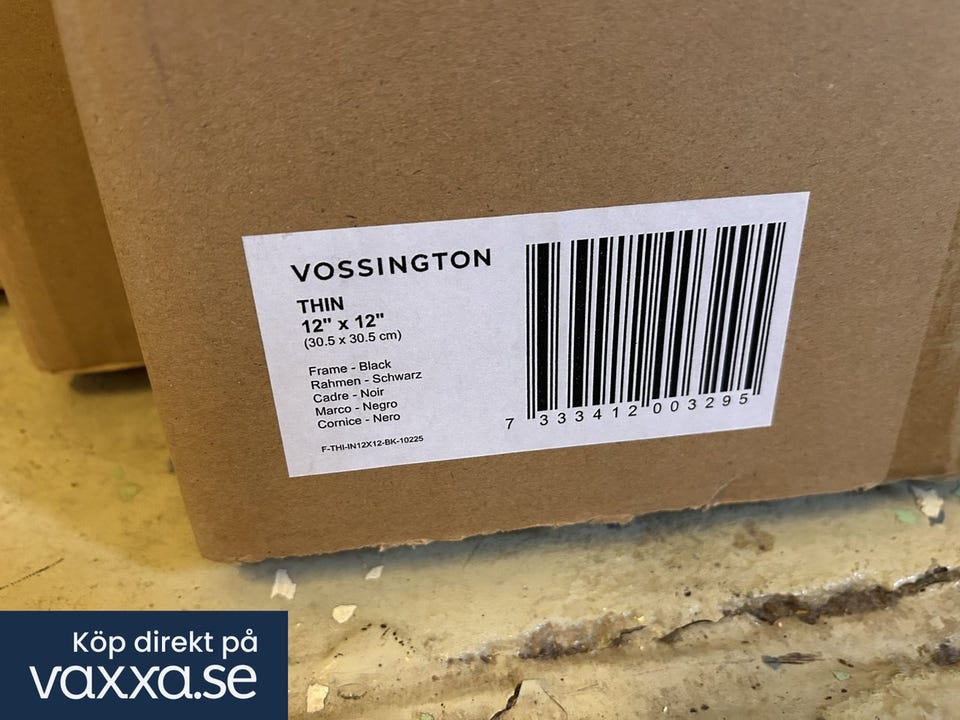 VOSSINGTON
THIN
12" x 12"
(30.5 x 30.5 cm)
Frame - Black
Rahmen - Schwarz
Cadre - Noir
Marco - Negro
Cornice - Nero
F-THI-IN12X12-BK-10225
7 333412 003295
Köp direkt på
vaxxa.se